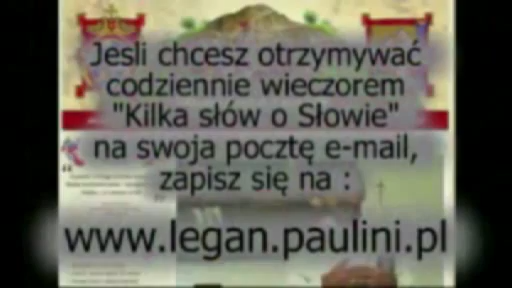 Jesli chcesz otrzymywać
codziennie wieczorem
"Kilka słów o Słowie"
na swoja pocztę e-mail,
zapisz się na :
www.legan.paulini.pl